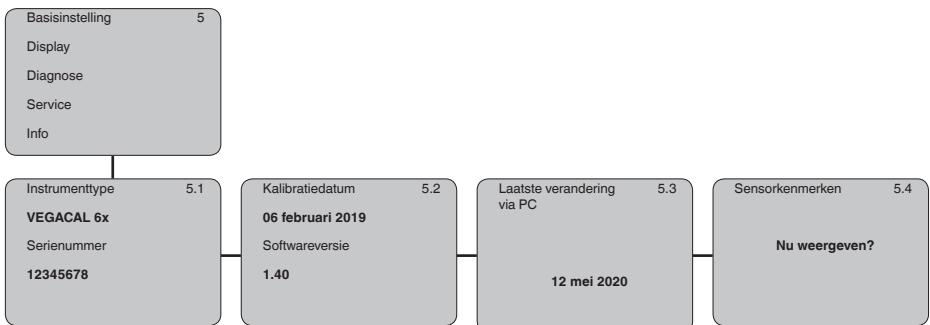 Basisinstelling 5
Display
Diagnose
Service
Info
Instrumenttype 5.1
VEGACAL 6x
Serienummer
12345678
Kalibratiedatum 5.2
06 februari 2019
Softwareversie
1.40
Laatste verandering 5.3
via PC
12 mei 2020
Sensorkenmerken 5.4
Nu weergeven?